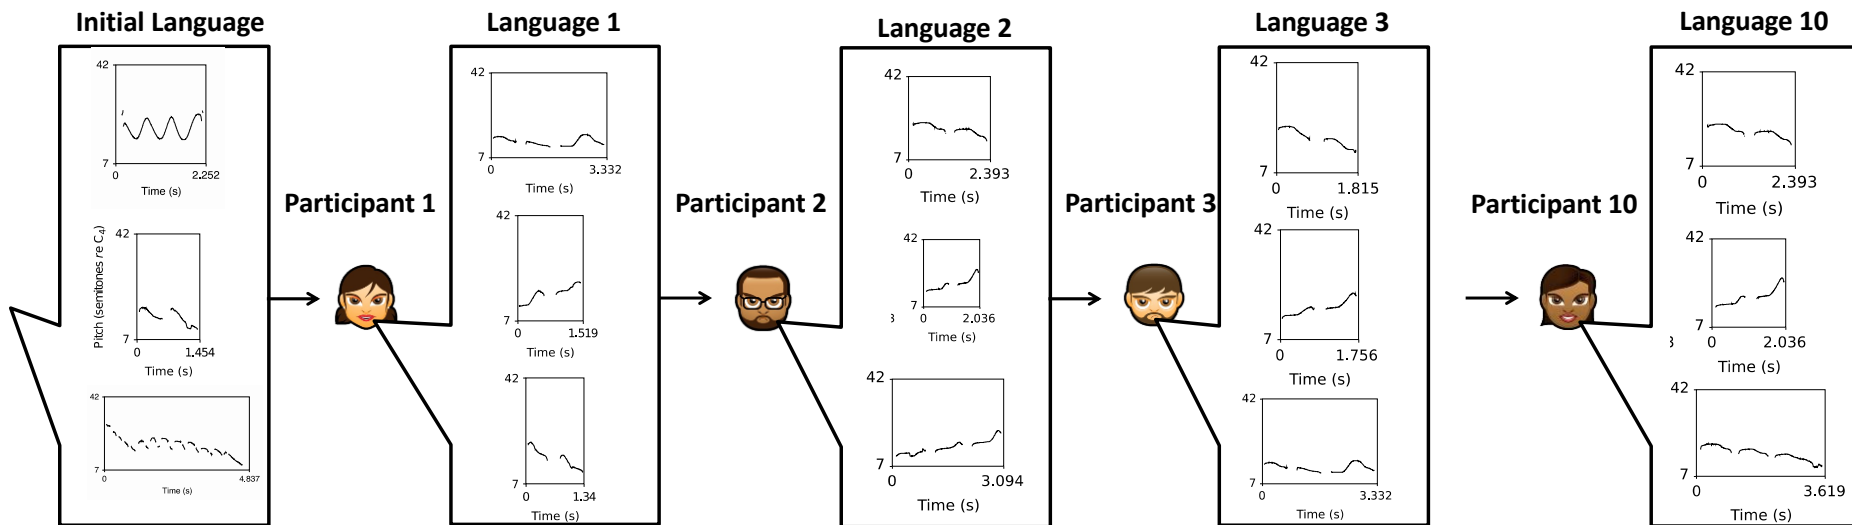 Initial Language
42
7
0
2.252
Time (s)
Pitch (semitones re C4)
42
7
0
1.454
Time (s)
42
7
0
4.837
Time (s)
Participant 1
Language 1
42
7
0
3.332
42
7
0
1.519
Time (s)
42
7
0
1.34
Time (s)
Participant 2
Language 2
42
7
0
2.393
Time (s)
42
7
0
2.036
Time (s)
42
7
0
3.094
Time (s)
Participant 3
Language 3
42
7
0
1.815
Time (s)
42
7
0
1.756
Time (s)
42
7
0
3.332
Time (s)
Participant 10
Language 10
42
7
0
2.393
Time (s)
42
7
0
2.036
Time (s)
42
7
0
3.619
Time (s)